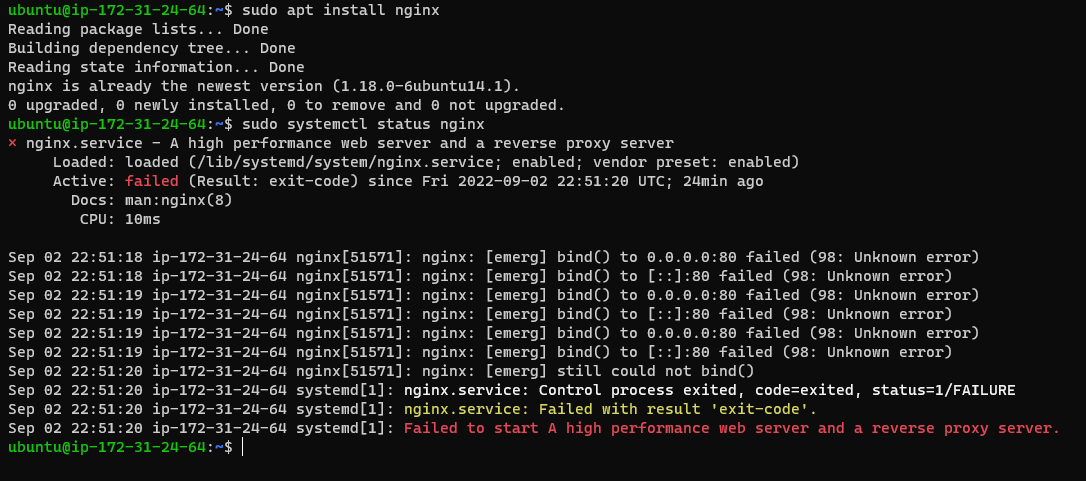 ubuntu@ip-172-31-24-64:~$ sudo apt install nginx
Reading package lists... Done
Building dependency tree... Done
Reading state information... Done
nginx is already the newest version (1.18.0-6ubuntu14.1).
0 upgraded, 0 newly installed, 0 to remove and 0 not upgraded.
ubuntu@ip-172-31-24-64:~$ sudo systemctl status nginx
× nginx.service - A high performance web server and a reverse proxy server
     Loaded: loaded (/lib/systemd/system/nginx.service; enabled; vendor preset: enabled)
     Active: failed (Result: exit-code) since Fri 2022-09-02 22:51:20 UTC; 24min ago
       Docs: man:nginx(8)
        CPU: 10ms

Sep 02 22:51:18 ip-172-31-24-64 nginx[51571]: nginx: [emerg] bind() to 0.0.0.0:80 failed (98: Unknown error)
Sep 02 22:51:18 ip-172-31-24-64 nginx[51571]: nginx: [emerg] bind() to [::]:80 failed (98: Unknown error)
Sep 02 22:51:19 ip-172-31-24-64 nginx[51571]: nginx: [emerg] bind() to 0.0.0.0:80 failed (98: Unknown error)
Sep 02 22:51:19 ip-172-31-24-64 nginx[51571]: nginx: [emerg] bind() to [::]:80 failed (98: Unknown error)
Sep 02 22:51:19 ip-172-31-24-64 nginx[51571]: nginx: [emerg] bind() to 0.0.0.0:80 failed (98: Unknown error)
Sep 02 22:51:19 ip-172-31-24-64 nginx[51571]: nginx: [emerg] bind() to [::]:80 failed (98: Unknown error)
Sep 02 22:51:20 ip-172-31-24-64 nginx[51571]: nginx: [emerg] still could not bind()
Sep 02 22:51:20 ip-172-31-24-64 systemd[1]: nginx.service: Control process exited, code=exited, status=1/FAILURE
Sep 02 22:51:20 ip-172-31-24-64 systemd[1]: nginx.service: Failed with result 'exit-code'.
Sep 02 22:51:20 ip-172-31-24-64 systemd[1]: Failed to start A high performance web server and a reverse proxy server.
ubuntu@ip-172-31-24-64:~$